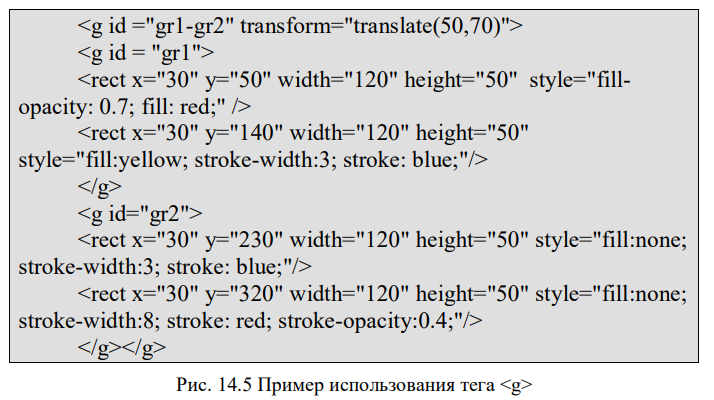 <g id ="gr1-gr2" transform="translate(50,70)">
<g id = "gr1">
<rect x="30" y="50" width="120" height="50"  style="fill-
opacity: 0.7; fill: red;" />
<rect x="30" y="140" width="120" height="50"
style="fill:yellow; stroke-width:3; stroke: blue;"/>
</g>
<g id="gr2">
<rect x="30" y="230" width="120" height="50" style="fill:none;
stroke-width:3; stroke: blue;"/>
<rect x="30" y="320" width="120" height="50" style="fill:none;
stroke-width:8; stroke: red; stroke-opacity:0.4;"/>
</g></g>
Рис. 14.5 Пример использования тега <g>